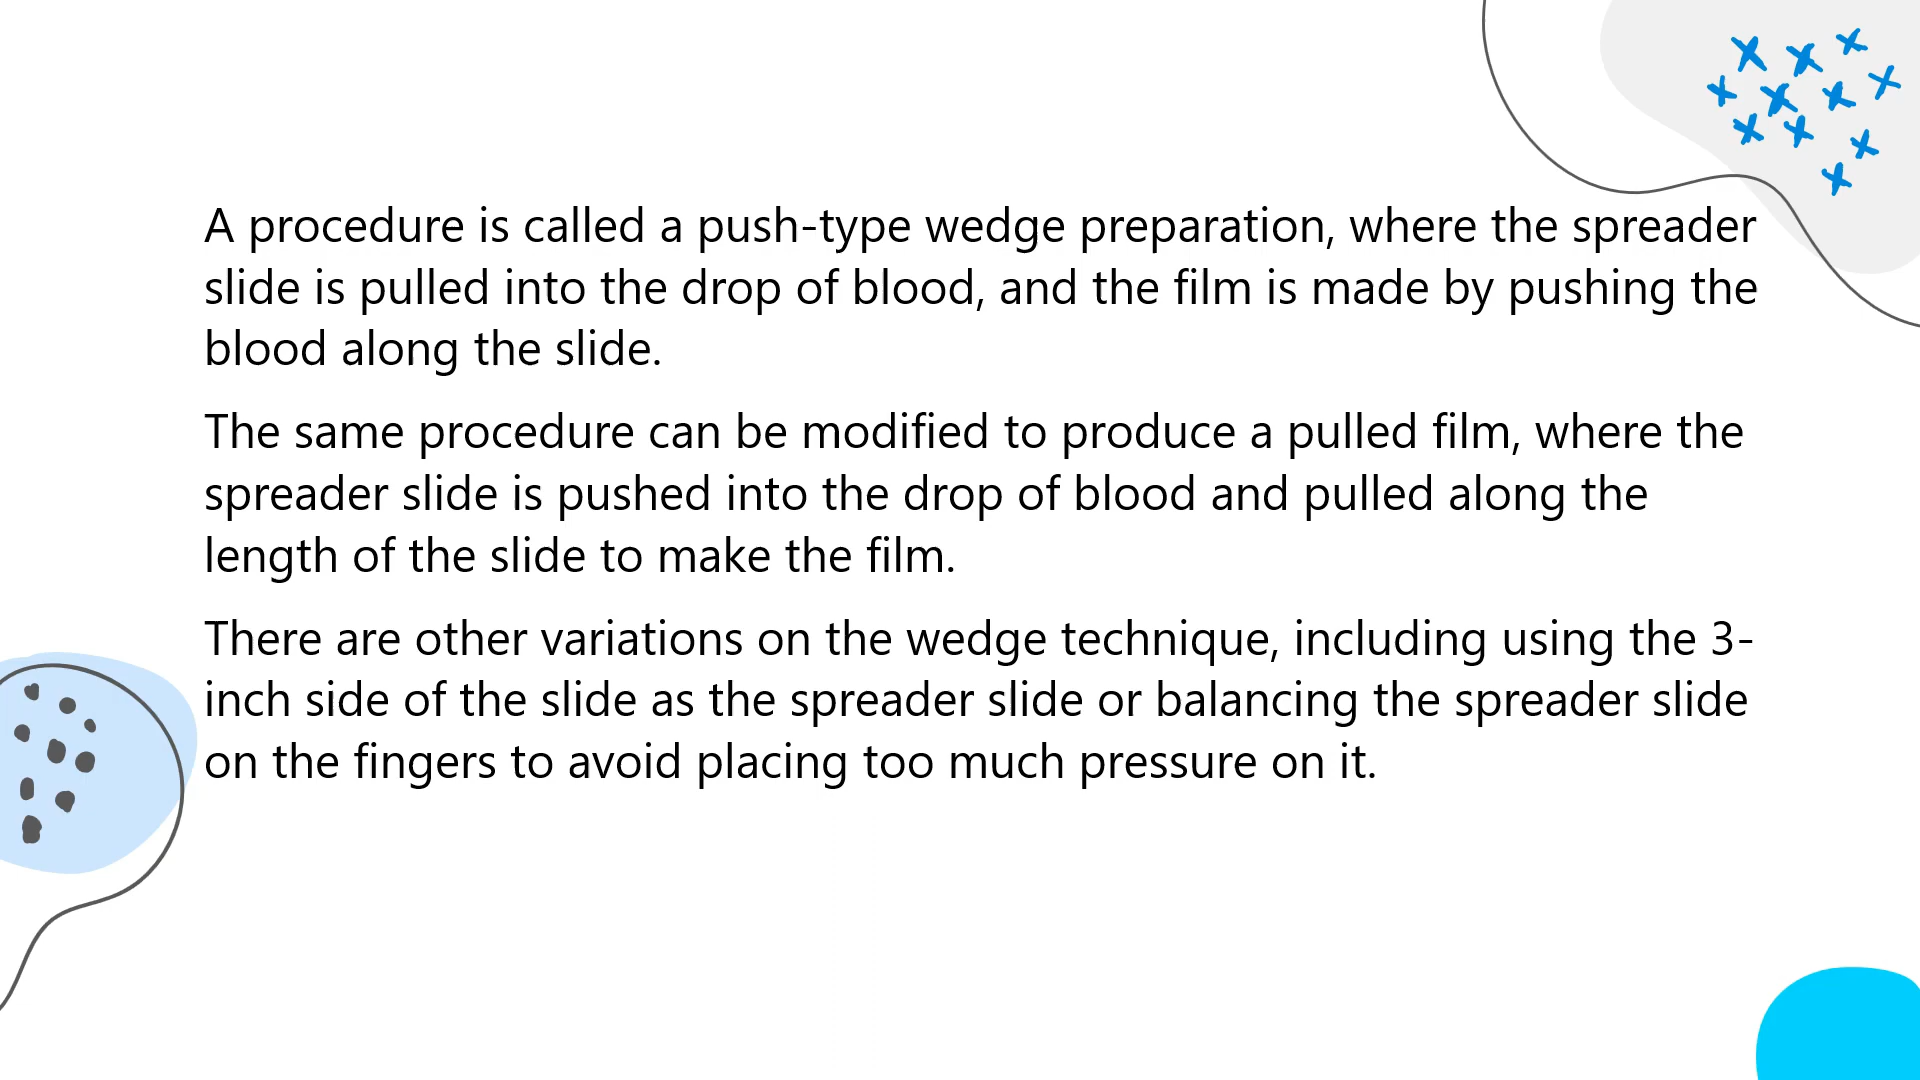 A procedure is called a push-type wedge preparation, where the spreader
slide is pulled into the drop of blood, and the film is made by pushing the
blood along the slide.
The same procedure can be modified to produce a pulled film, where the
spreader slide is pushed into the drop of blood and pulled along the
length of the slide to make the film.
There are other variations on the wedge technique, including using the 3-
inch side of the slide as the spreader slide or balancing the spreader slide
on the fingers to avoid placing too much pressure on it.